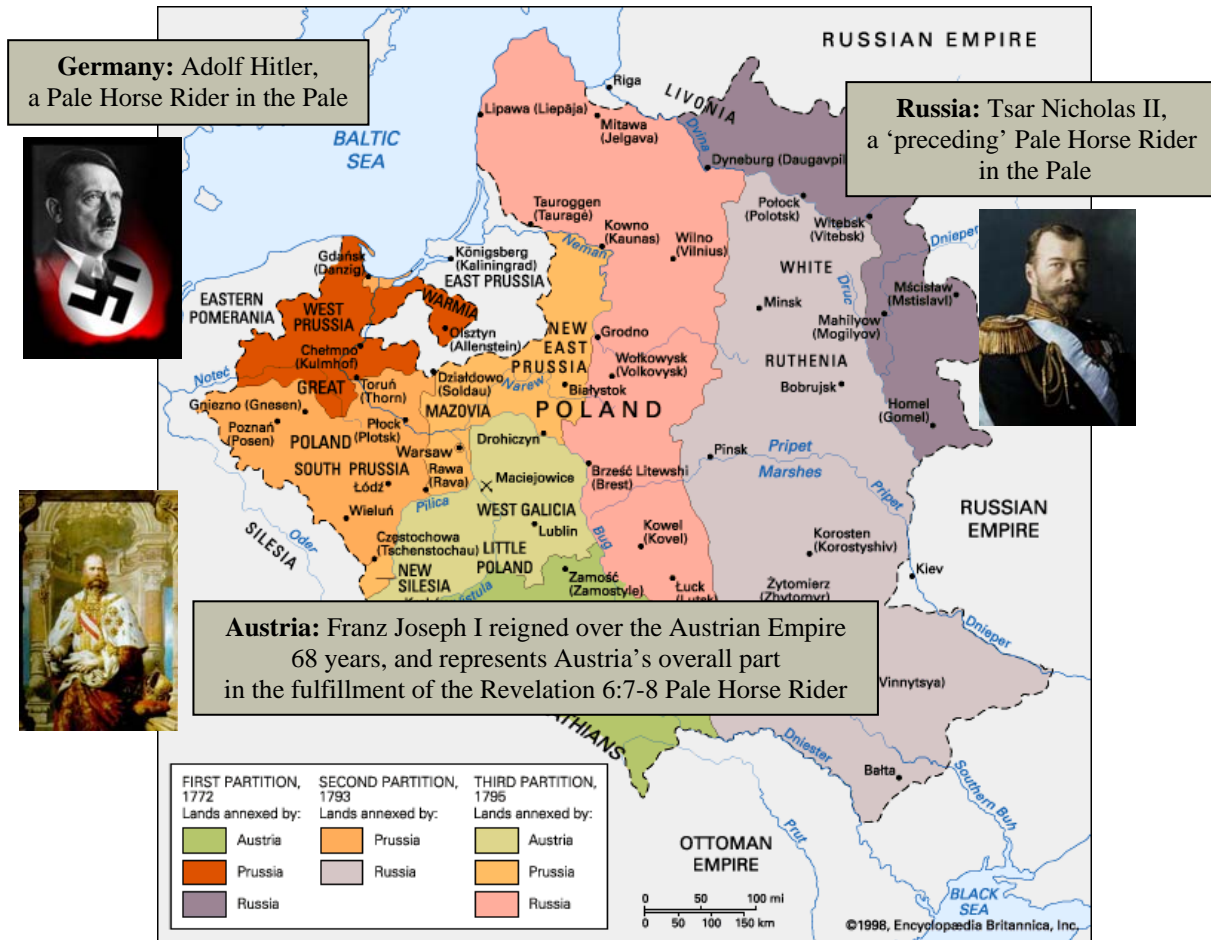 RUSSIAN EMPIRE
Germany: Adolf Hitler,
a Pale Horse Rider in the Pale
Russia: Tsar Nicholas II,
a ‘preceding’ Pale Horse Rider
in the Pale
Riga
LIVONIA
Lipawa (Liepāja)
Mitawa
(Jelgava)
BALTIC
SEA
Dvina
Dyneburg (Daugavpil
Tauroggen
(Tauragė)
Połock
(Polotsk)
Witebsk
(Vitebsk)
Kowno
(Kaunas)
Wilno
(Vilnius)
Dnieper
Neman
Gdańsk
(Danzig)
Königsberg
(Kaliningrad)
EAST PRUSSIA
WHITE
RUTHENIA
Druc
Mścisław
(Mstislavl)
EASTERN
POMERANIA
WEST
PRUSSIA
WARMIA
Minsk
Mahilyow
(Mogilyov)
Olsztyn
(Allenstein)
NEW
EAST
PRUSSIA
Grodno
Chełmno
(Kulmhof)
Wołkowysk
(Volkovysk)
Bobrujsk
Noteć
GREAT
POLAND
Toruń
(Thorn)
Działdowo
(Soldau)
Narew
Białystok
Gniezno (Gnesen)
MAZOVIA
POLAND
Homel
(Gomel)
Poznań
(Posen)
Płock
(Plotsk)
Drohiczyn
Warsaw
Pinsk
Pripet
Marshes
SOUTH PRUSSIA
Rawa
(Rava)
Brześć Litewshi
(Brest)
Łódź
Maciejowice
Pilica
Pripet
Wieluń
WEST GALICIA
RUSSIAN
EMPIRE
SILESIA
Oder
Lublin
Bug
Kowel
(Kovel)
Korosten
(Korostyshiv)
Częstochowa
(Tschenstochau)
LITTLE
POLAND
NEW
SILESIA
Zamość
(Zamostyle)
Łuck
Żytomierz
Kiev
Austria: Franz Joseph I reigned over the Austrian Empire
68 years, and represents Austria’s overall part
in the fulfillment of the Revelation 6:7-8 Pale Horse Rider
Dnieper
Vinnytsya)
ATHIANS
Dniester
Bałta
Southern Buh
Prut
OTTOMAN
EMPIRE
BLACK
SEA
FIRST PARTITION,
1772
Lands annexed by:
Austria
Prussia
Russia
SECOND PARTITION,
1793
Lands annexed by:
Prussia
Russia
THIRD PARTITION,
1795
Lands annexed by:
Austria
Prussia
Russia
0 50 100 mi
0 50 100 150 km
©1998, Encyclopædia Britannica, Inc.